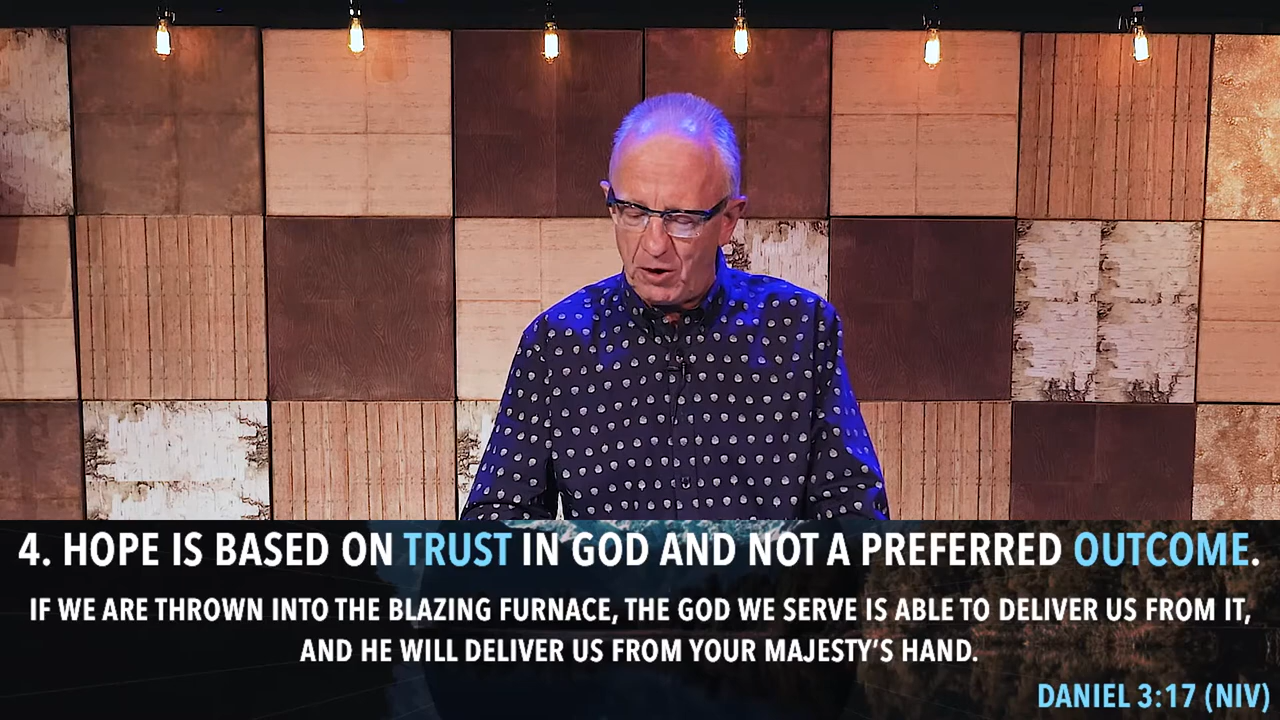 4. HOPE IS BASED ON TRUST IN GOD AND NOT A PREFERRED OUTCOME.
IF WE ARE THROWN INTO THE BLAZING FURNACE, THE GOD WE SERVE IS ABLE TO DELIVER US FROM IT,
AND HE WILL DELIVER US FROM YOUR MAJESTY'S HAND.
DANIEL 3:17 (NIV)